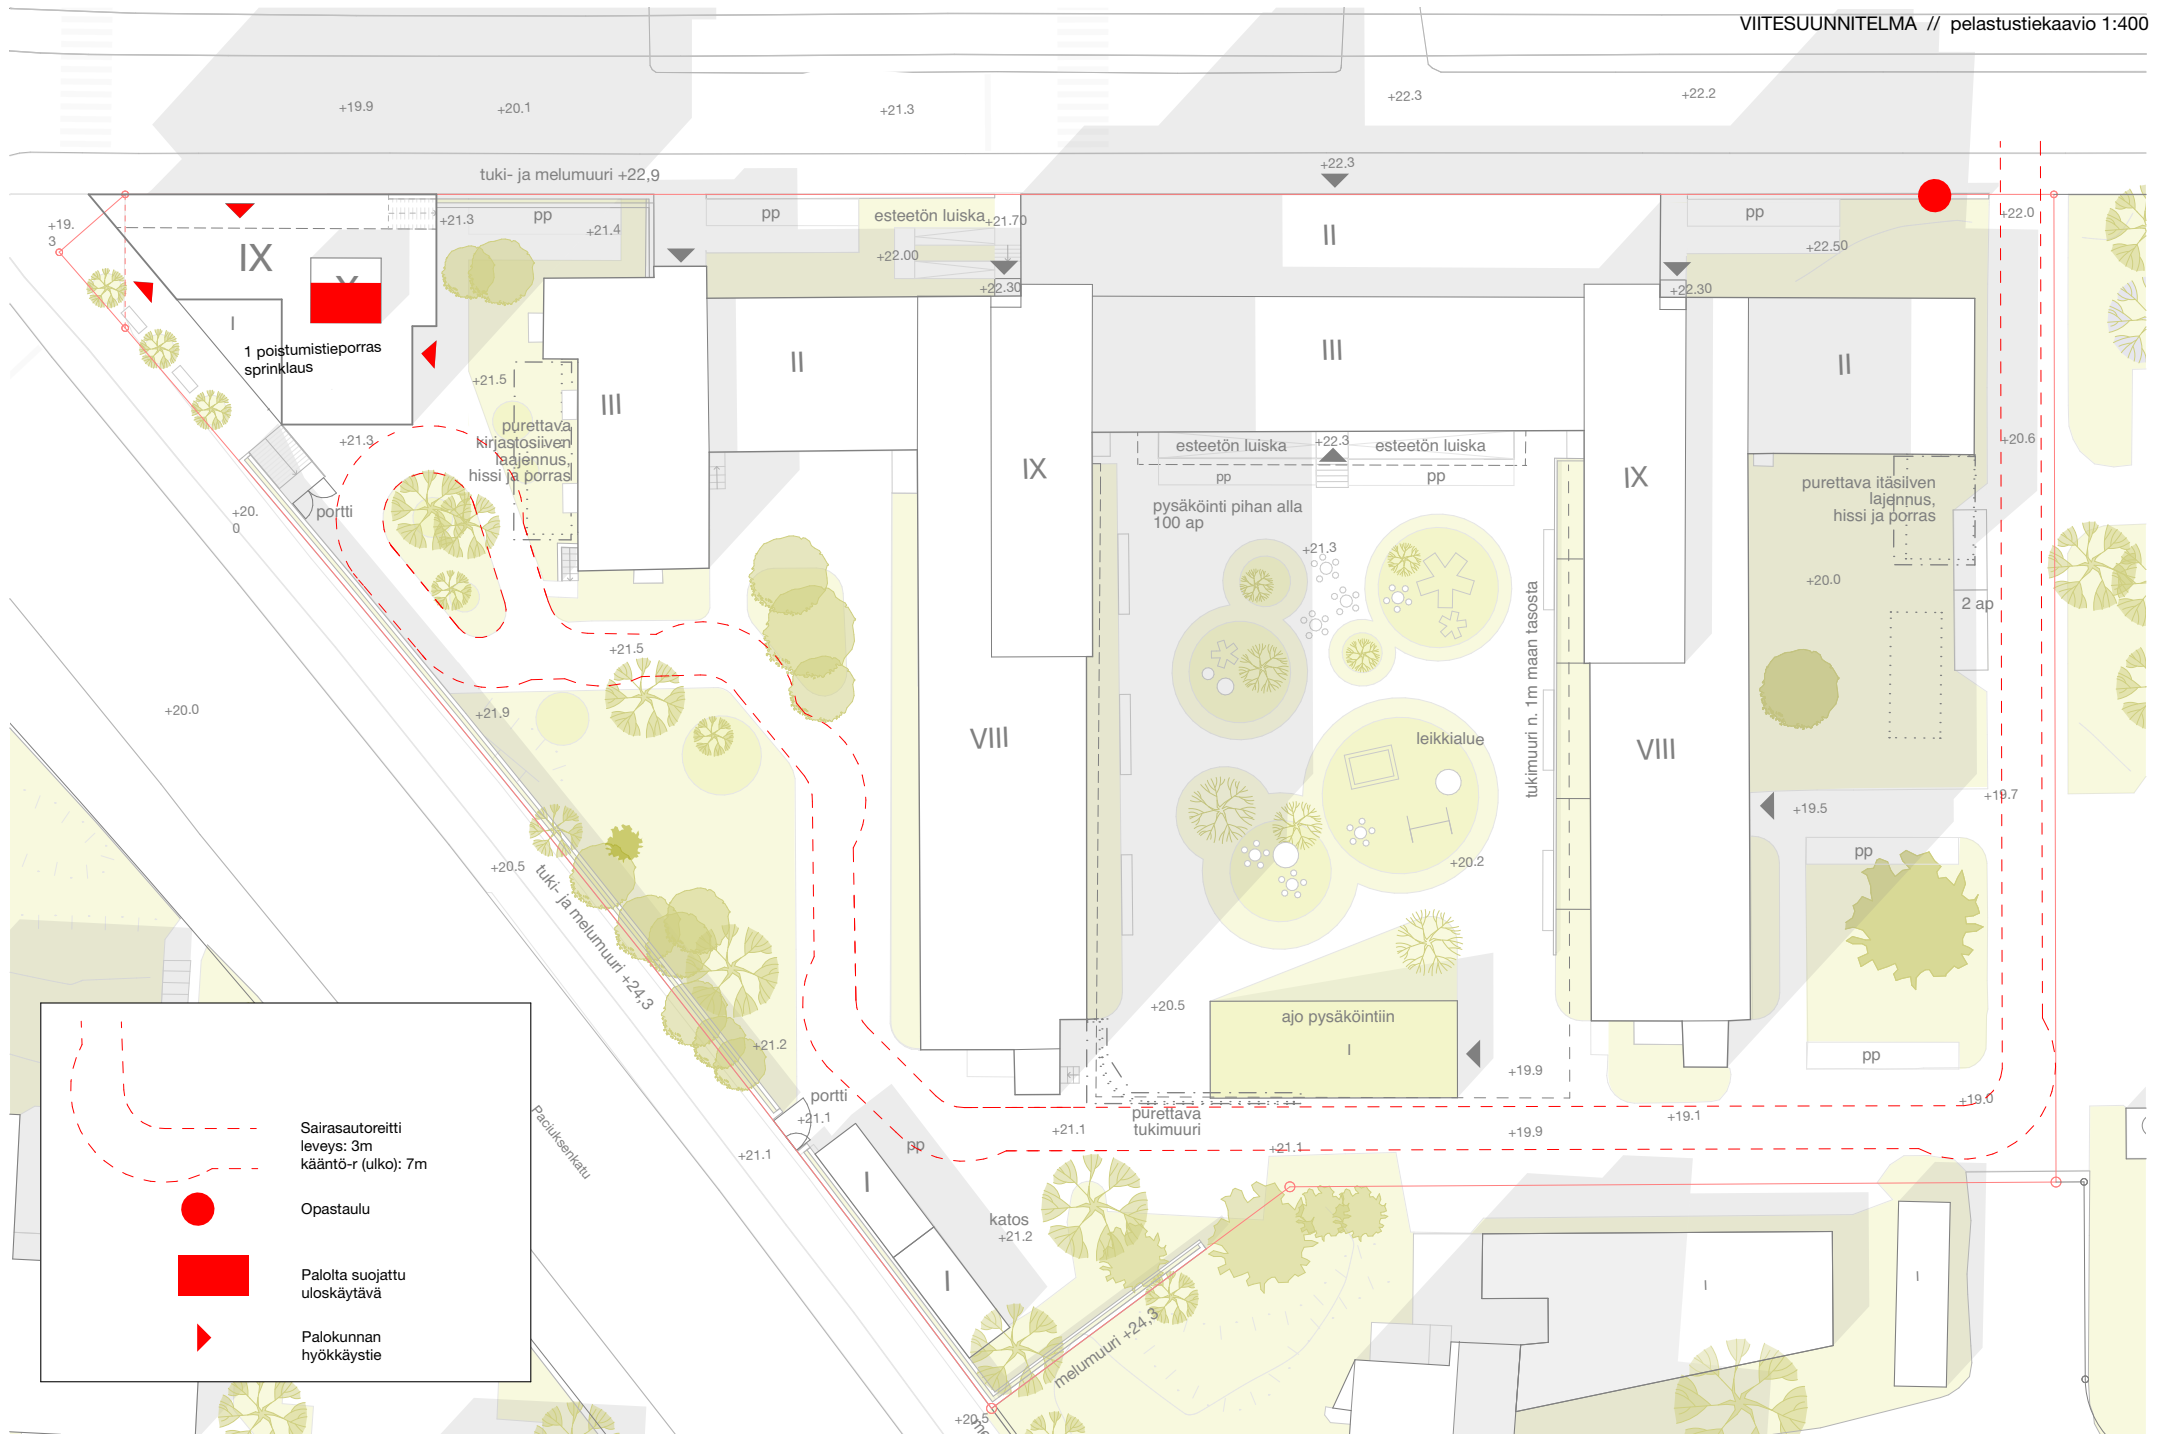 VIITESUUNNITELMA // pelastustiekaavio 1:400
+19.9
+20.1
+21.3
+22.3
+22.2
tuki- ja melumuuri +22,9
+22.3
+19.
3
IX
+21.3
pp
+21.4
pp
esteetön luiska
+21.70
+22.00
+22.30
II
pp
+22.0
+22.50
+22.30
I
1 poistumistieporras
sprinklaus
+21.5
III
II
III
II
+21.3
purettava
kirjastosiiven
laajennus,
hissi ja porras
+20.
0
portti
IX
esteetön luiska
+22.3
esteetön luiska
pp
pp
pysäköinti pihan alla
100 ap
+21.3
IX
+20.6
purettava itäsiiven
lajennus,
hissi ja porras
+20.0
2 ap
tukimuuri n. 1m maan tasosta
+21.5
+20.0
+21.9
VIII
leikkialue
VIII
+19.7
+19.5
pp
+20.5
+20.2
tuki- ja melumuuri +24,3
+20.5
ajo pysäköintiin
I
+21.2
+19.9
pp
portti
+21.1
+21.1
purettava
tukimuuri
+21.1
+19.9
+19.1
+19.0
pp
+21.1
+21.1
I
Paciuksenkatu
katos
+21.2
I
I
I
melumuuri +24,3
+20.5
Sairasautoreitti
leveys: 3m
kääntö-r (ulko): 7m
Opastaulu
Palolta suojattu
uloskäytävä
Palokunnan
hyökkäystie